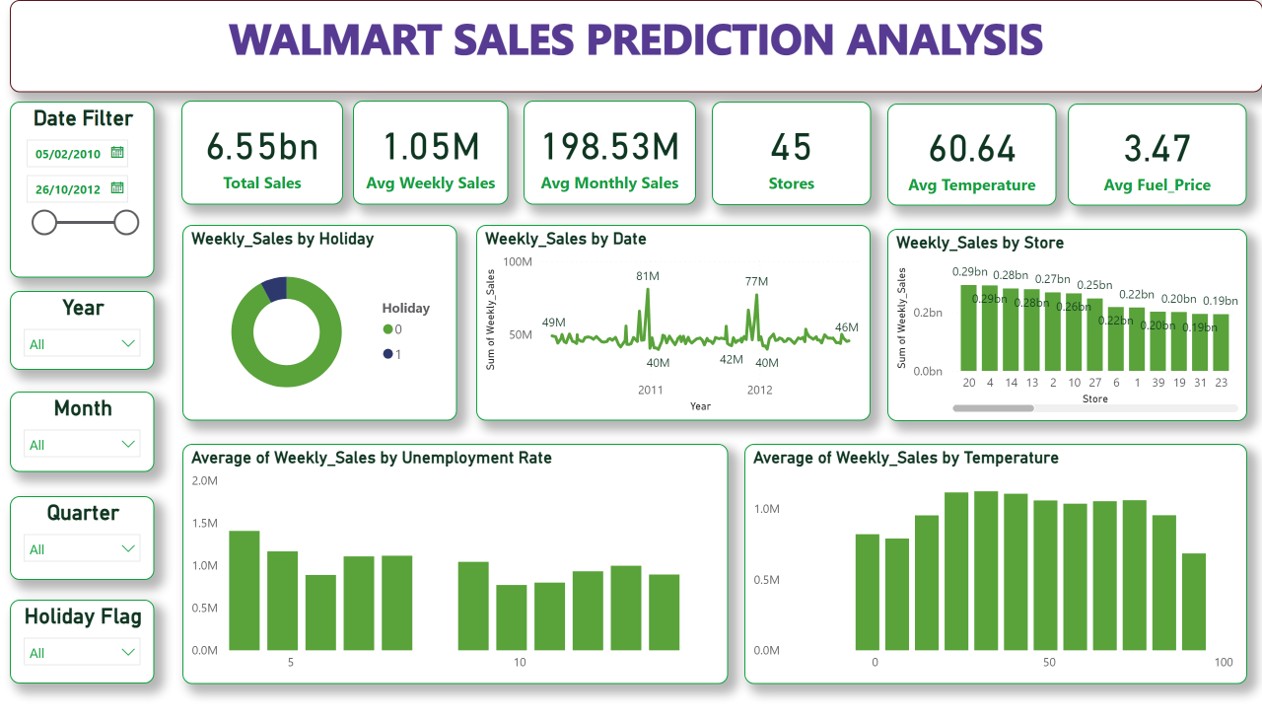 WALMART SALES PREDICTION ANALYSIS
Date Filter
05/02/2010
26/10/2012
Year
All
Month
All
Quarter
All
Holiday Flag
All
6.55bn
Total Sales
1.05M
Avg Weekly Sales
198.53M
Avg Monthly Sales
45
Stores
60.64
Avg Temperature
3.47
Avg Fuel_Price
Weekly_Sales by Holiday
Holiday
0
1
Weekly_Sales by Date
Sum of Weekly_Sales
100M
50M
49M
81M
40M
42M
77M
40M
46M
2011 2012
Year
Weekly_Sales by Store
Sum of Weekly_Sales
0.2bn
0.0bn
0.29bn 0.28bn 0.27bn 0.25bn 0.22bn 0.20bn 0.19bn
0.29bn 0.28bn 0.26bn 0.22bn 0.20bn 0.19bn
20 4 14 13 2 10 27 6 1 39 19 31 23
Store
Average of Weekly_Sales by Unemployment Rate
2.0M
1.5M
1.0M
0.5M
0.0M
5 10
Average of Weekly_Sales by Temperature
1.0M
0.5M
0.0M
0 50 100